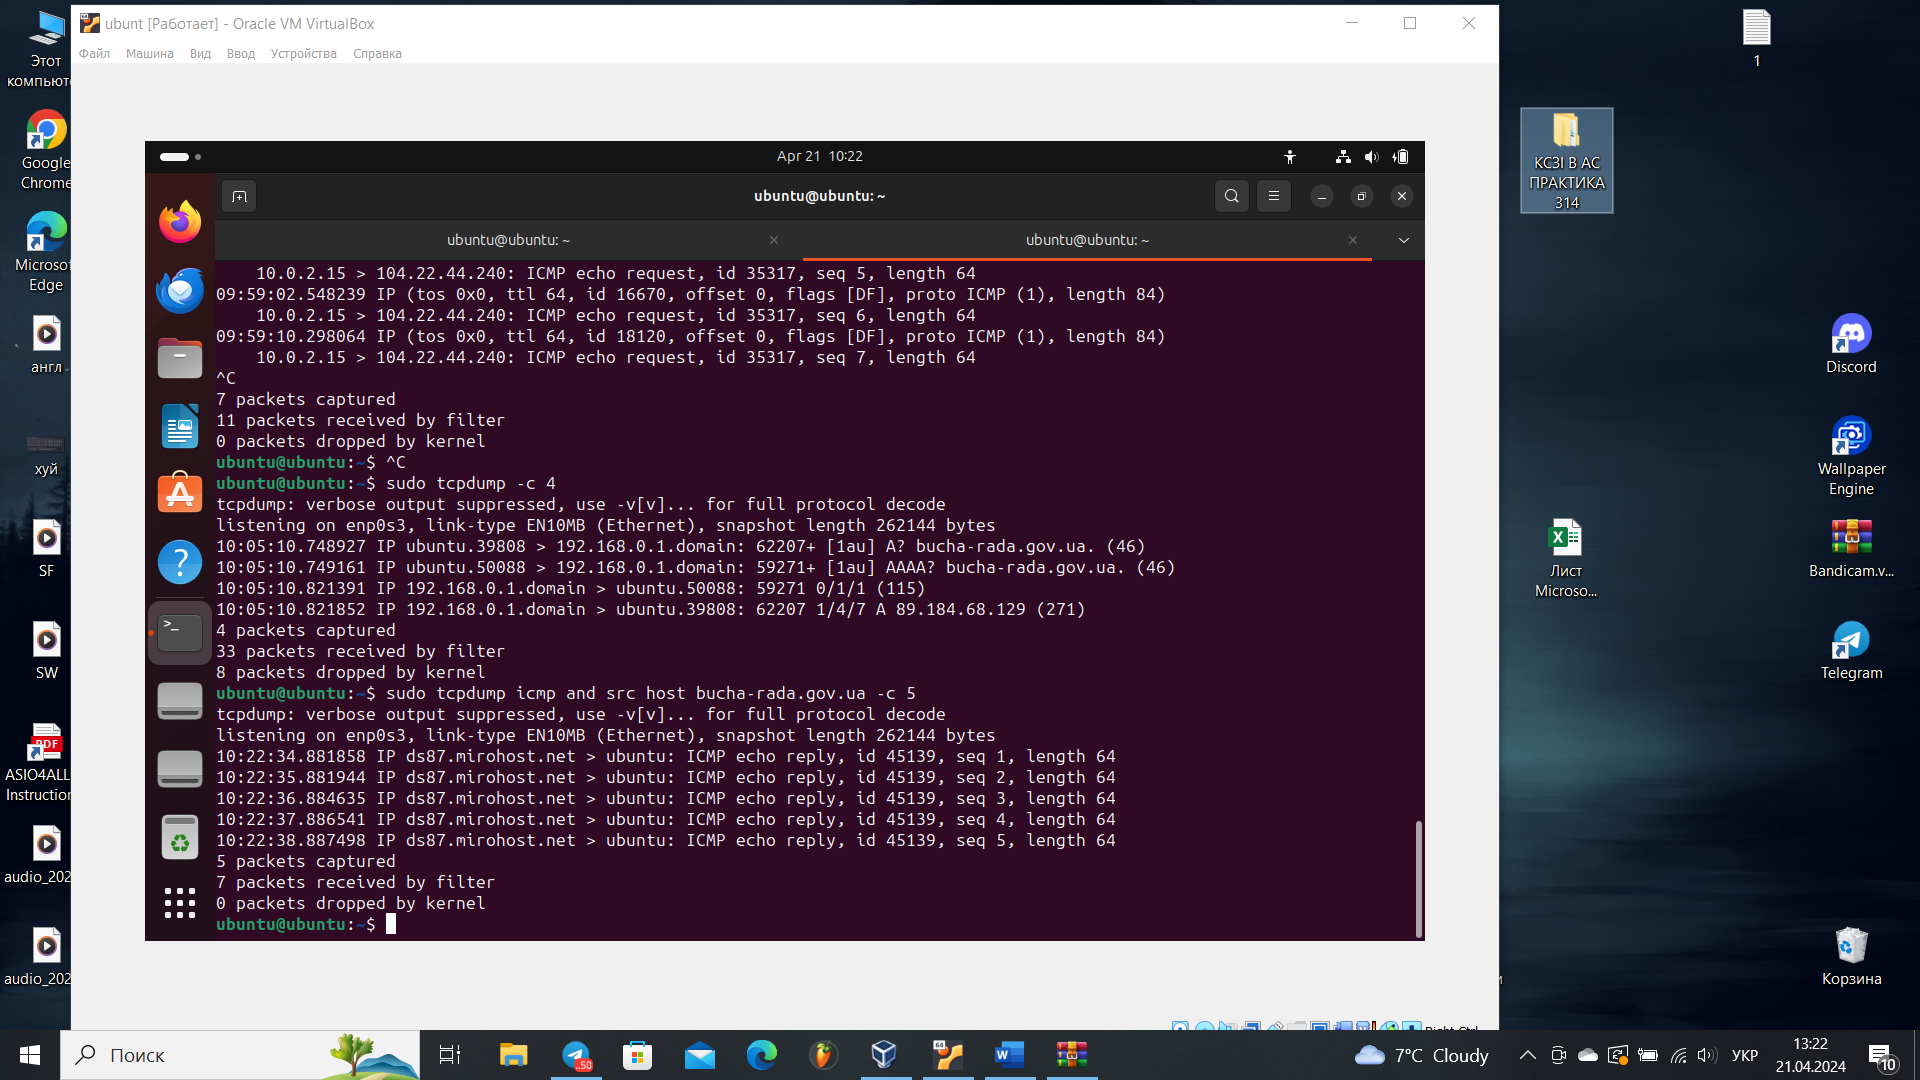 ubunt [Работает] - Oracle VM VirtualBox
Файл Машина Вид Ввод Устройства Справка
Apr 21 10:22
ubuntu@ubuntu: ~
ubuntu@ubuntu: ~
ubuntu@ubuntu: ~
10.0.2.15 > 104.22.44.240: ICMP echo request, id 35317, seq 5, length 64
09:59:02.548239 IP (tos 0x0, ttl 64, id 16670, offset 0, flags [DF], proto ICMP (1), length 84)
10.0.2.15 > 104.22.44.240: ICMP echo request, id 35317, seq 6, length 64
09:59:10.298064 IP (tos 0x0, ttl 64, id 18120, offset 0, flags [DF], proto ICMP (1), length 84)
10.0.2.15 > 104.22.44.240: ICMP echo request, id 35317, seq 7, length 64
^C
7 packets captured
11 packets received by filter
0 packets dropped by kernel
ubuntu@ubuntu:~$ ^C
ubuntu@ubuntu:~$ sudo tcpdump -c 4
tcpdump: verbose output suppressed, use -v[v]... for full protocol decode
listening on enp0s3, link-type EN10MB (Ethernet), snapshot length 262144 bytes
10:05:10.748927 IP ubuntu.39808 > 192.168.0.1.domain: 62207+ [1au] A? bucha-rada.gov.ua. (46)
10:05:10.749161 IP ubuntu.50088 > 192.168.0.1.domain: 59271+ [1au] AAAA? bucha-rada.gov.ua. (46)
10:05:10.821391 IP 192.168.0.1.domain > ubuntu.50088: 59271 0/1/1 (115)
10:05:10.821852 IP 192.168.0.1.domain > ubuntu.39808: 62207 1/4/7 A 89.184.68.129 (271)
4 packets captured
33 packets received by filter
8 packets dropped by kernel
ubuntu@ubuntu:~$ sudo tcpdump icmp and src host bucha-rada.gov.ua -c 5
tcpdump: verbose output suppressed, use -v[v]... for full protocol decode
listening on enp0s3, link-type EN10MB (Ethernet), snapshot length 262144 bytes
10:22:34.881858 IP ds87.mirohost.net > ubuntu: ICMP echo reply, id 45139, seq 1, length 64
10:22:35.881944 IP ds87.mirohost.net > ubuntu: ICMP echo reply, id 45139, seq 2, length 64
10:22:36.884635 IP ds87.mirohost.net > ubuntu: ICMP echo reply, id 45139, seq 3, length 64
10:22:37.886541 IP ds87.mirohost.net > ubuntu: ICMP echo reply, id 45139, seq 4, length 64
10:22:38.887498 IP ds87.mirohost.net > ubuntu: ICMP echo reply, id 45139, seq 5, length 64
5 packets captured
7 packets received by filter
0 packets dropped by kernel
ubuntu@ubuntu:~$
Этот
компьют
Google
Chrome
Microsof
Edge
англ
хуй
SF
SW
PDF
ASIO4ALL
Instruction
audio_202
audio_202
1
КСЗІ В АС
ПРАКТИКА
314
Discord
Wallpaper
Engine
Лист
Microso...
Bandicam.v...
Telegram
Корзина
Right Ctrl
Поиск
..50
64
7°C Cloudy
УКР
13:22
21.04.2024
10